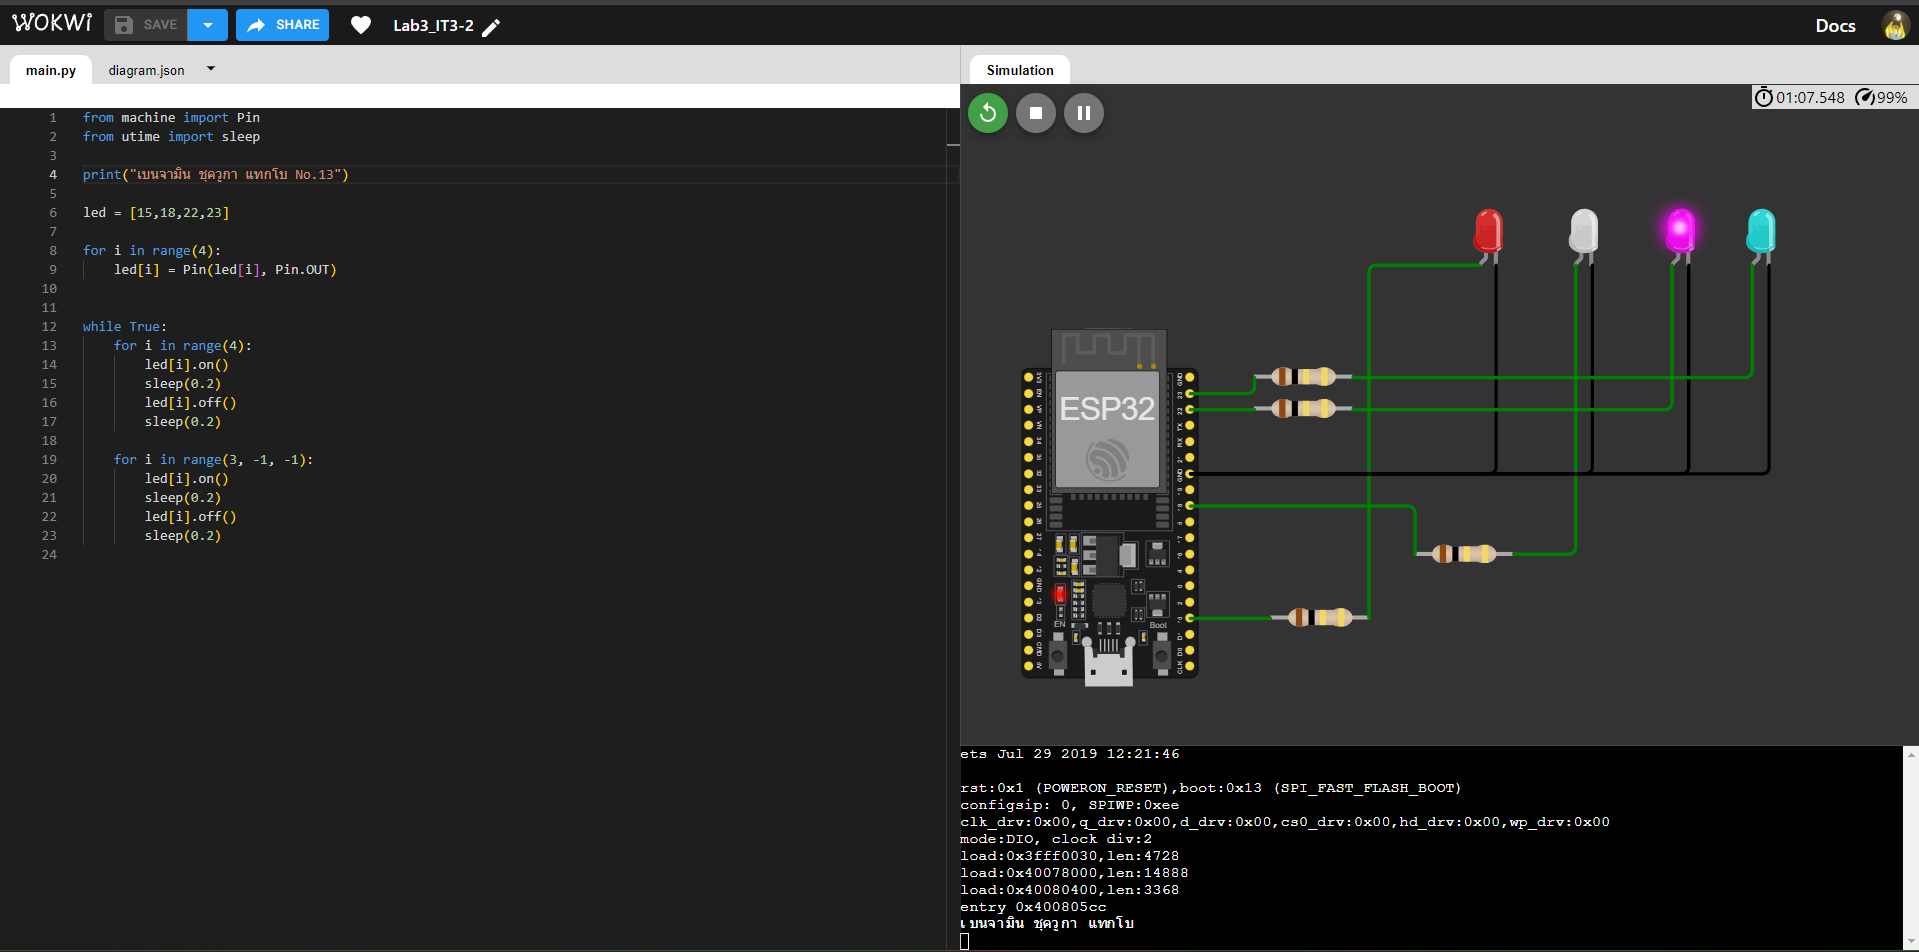 WOKWI SAVE SHARE Lab3_IT3-2 Docs
main.py diagram.json
Simulation
01:07.548 99%
1 from machine import Pin
2 from utime import sleep
3
4 print("เบนจามิน ชุควูกา แทกโบ No.13")
5
6 led = [15,18,22,23]
7
8 for i in range(4):
9 led[i] = Pin(led[i], Pin.OUT)
10
11
12 while True:
13 for i in range(4):
14 led[i].on()
15 sleep(0.2)
16 led[i].off()
17 sleep(0.2)
18
19 for i in range(3, -1, -1):
20 led[i].on()
21 sleep(0.2)
22 led[i].off()
23 sleep(0.2)
24
ESP32
EN
Boot
ets Jul 29 2019 12:21:46
rst:0x1 (POWERON_RESET),boot:0x13 (SPI_FAST_FLASH_BOOT)
configsip: 0, SPIWP:0xee
clk_drv:0x00,q_drv:0x00,d_drv:0x00,cs0_drv:0x00,hd_drv:0x00,wp_drv:0x00
mode:DIO, clock div:2
load:0x3fff0030,len:4728
load:0x40078000,len:14888
load:0x40080400,len:3368
entry 0x400805cc
เบนจามิน ชุควูกา แทกโบ